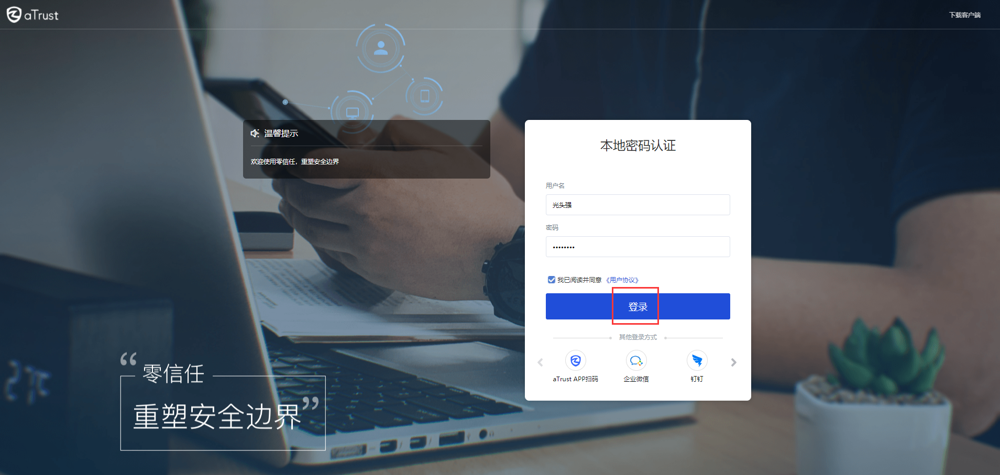 aTrust
下载客户端
温馨提示
欢迎使用零信任，重塑安全边界
本地密码认证
用户名
光头强
密码
••••••••
我已阅读并同意《用户协议》
登录
其他登录方式
aTrust APP扫码
企业微信
钉钉
“零信任
重塑安全边界”